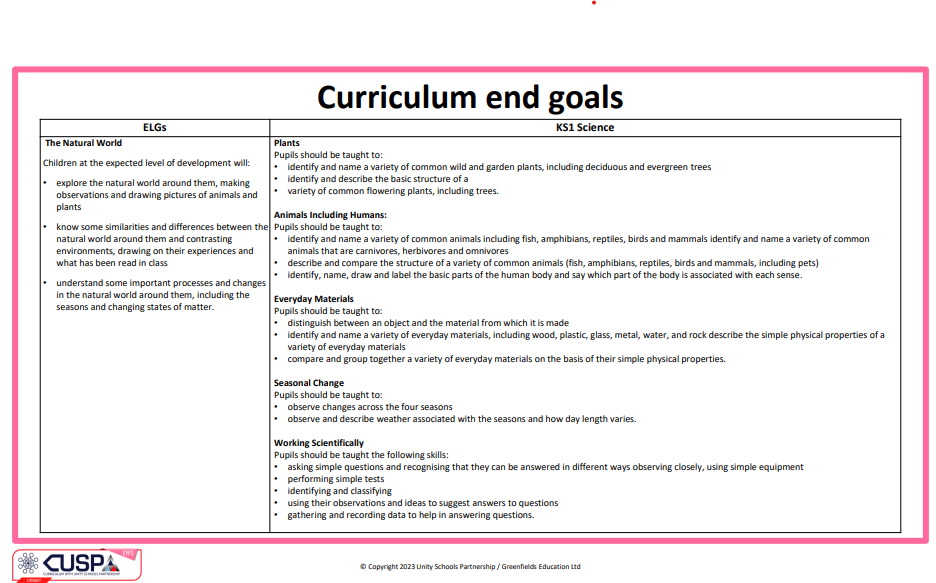 Curriculum end goals
ELGs
KS1 Science
The Natural World
Children at the expected level of development will:
• explore the natural world around them, making
observations and drawing pictures of animals and
plants
• know some similarities and differences between the
natural world around them and contrasting
environments, drawing on their experiences and
what has been read in class
• understand some important processes and changes
in the natural world around them, including the
seasons and changing states of matter.
Plants
Pupils should be taught to:
• identify and name a variety of common wild and garden plants, including deciduous and evergreen trees
• identify and describe the basic structure of a
• variety of common flowering plants, including trees.
Animals Including Humans:
Pupils should be taught to:
• identify and name a variety of common animals including fish, amphibians, reptiles, birds and mammals identify and name a variety of common
animals that are carnivores, herbivores and omnivores
• describe and compare the structure of a variety of common animals (fish, amphibians, reptiles, birds and mammals, including pets)
• identify, name, draw and label the basic parts of the human body and say which part of the body is associated with each sense.
Everyday Materials
Pupils should be taught to:
• distinguish between an object and the material from which it is made
• identify and name a variety of everyday materials, including wood, plastic, glass, metal, water, and rock describe the simple physical properties of a
variety of everyday materials
• compare and group together a variety of everyday materials on the basis of their simple physical properties.
Seasonal Change
Pupils should be taught to:
• observe changes across the four seasons
• observe and describe weather associated with the seasons and how day length varies.
Working Scientifically
Pupils should be taught the following skills:
• asking simple questions and recognising that they can be answered in different ways observing closely, using simple equipment
• performing simple tests
• identifying and classifying
• using their observations and ideas to suggest answers to questions
• gathering and recording data to help in answering questions.
CUSPA
EYFS
CURRICULUM WITH UNITY SCHOOLS PARTNERSHIP
© Copyright 2023 Unity Schools Partnership / Greenfields Education Ltd